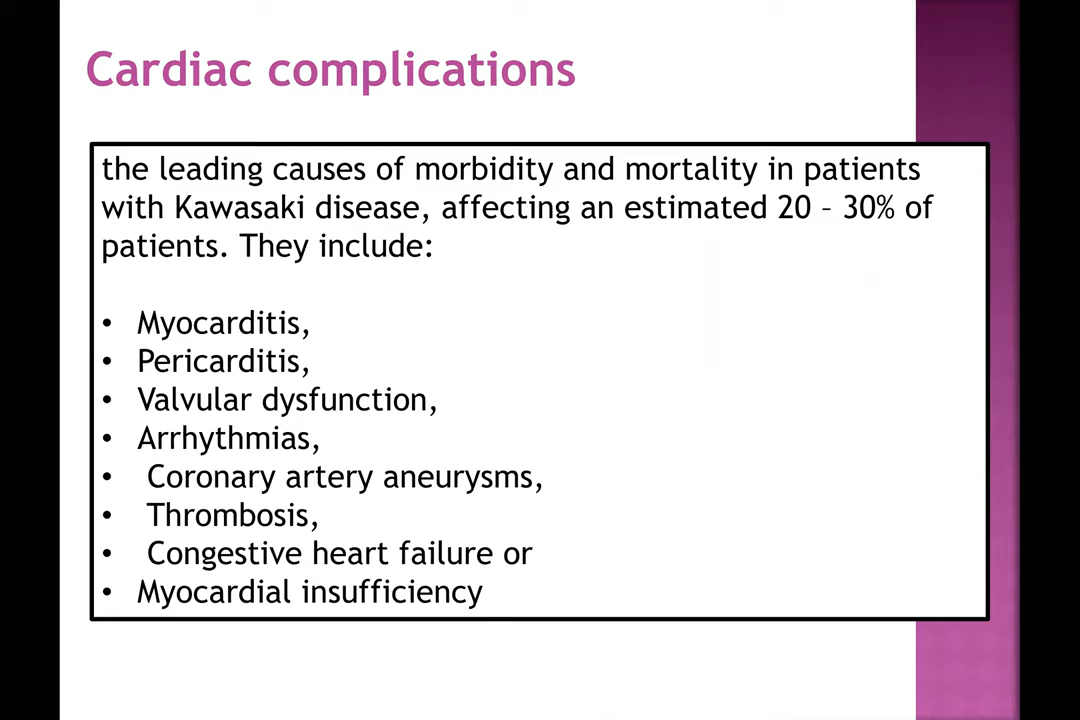 Cardiac complications
the leading causes of morbidity and mortality in patients
with Kawasaki disease, affecting an estimated 20 – 30% of
patients. They include:
• Myocarditis,
• Pericarditis,
• Valvular dysfunction,
• Arrhythmias,
• Coronary artery aneurysms,
• Thrombosis,
• Congestive heart failure or
• Myocardial insufficiency